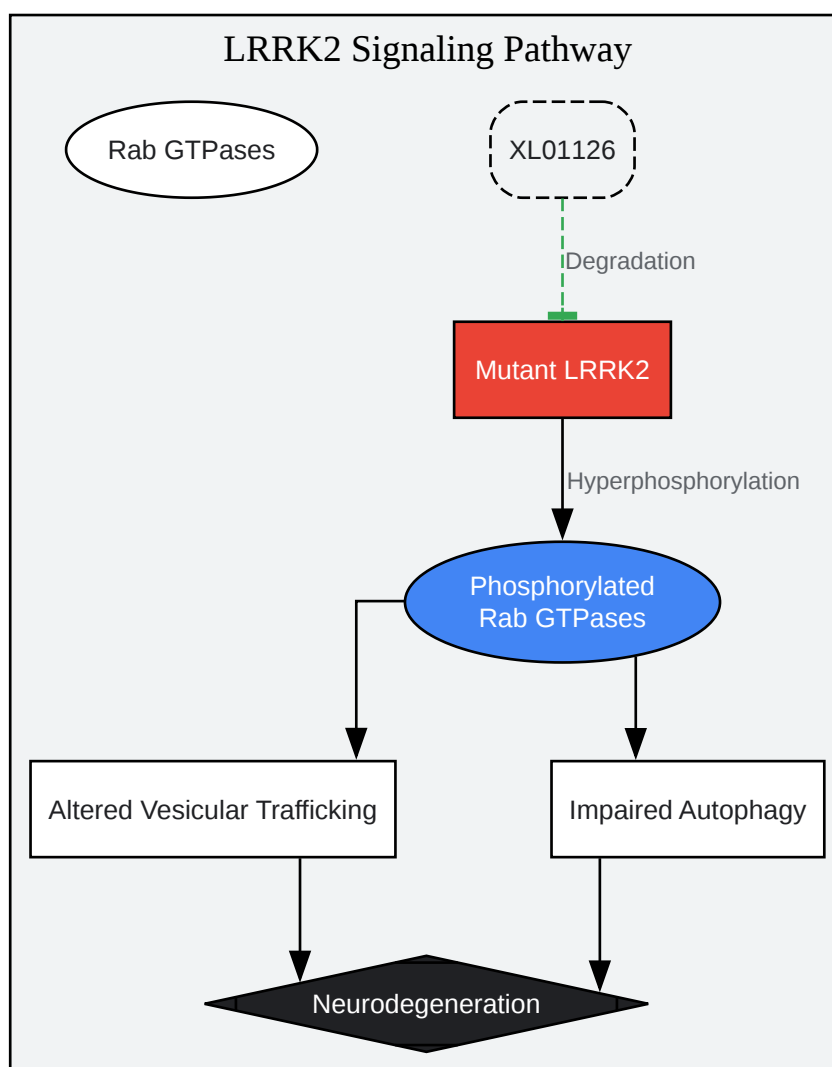 LRRK2 Signaling Pathway
Rab GTPases
XL01126
Degradation
Mutant LRRK2
Hyperphosphorylation
Phosphorylated
Rab GTPases
Altered Vesicular Trafficking
Impaired Autophagy
Neurodegeneration